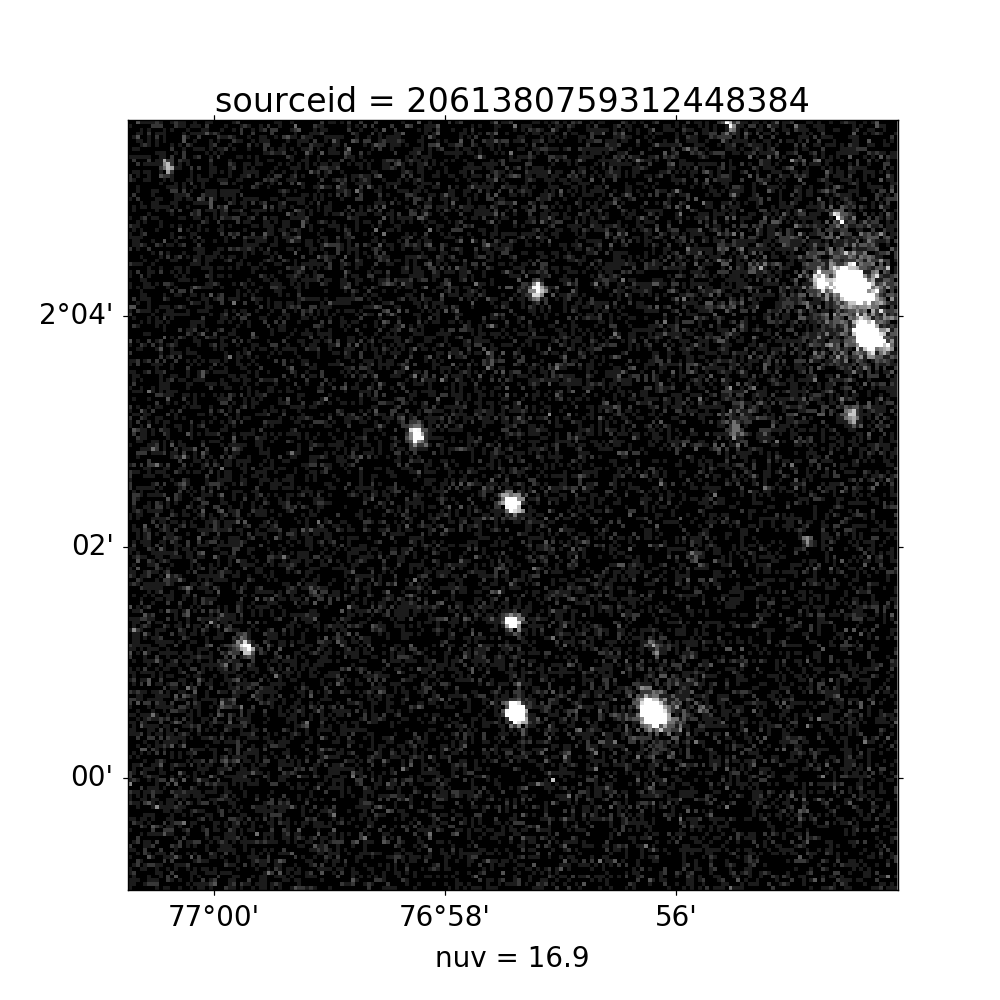 sourceid = 2061380759312448384
2°04'
02'
00'
77°00' 76°58' 56'
nuv = 16.9